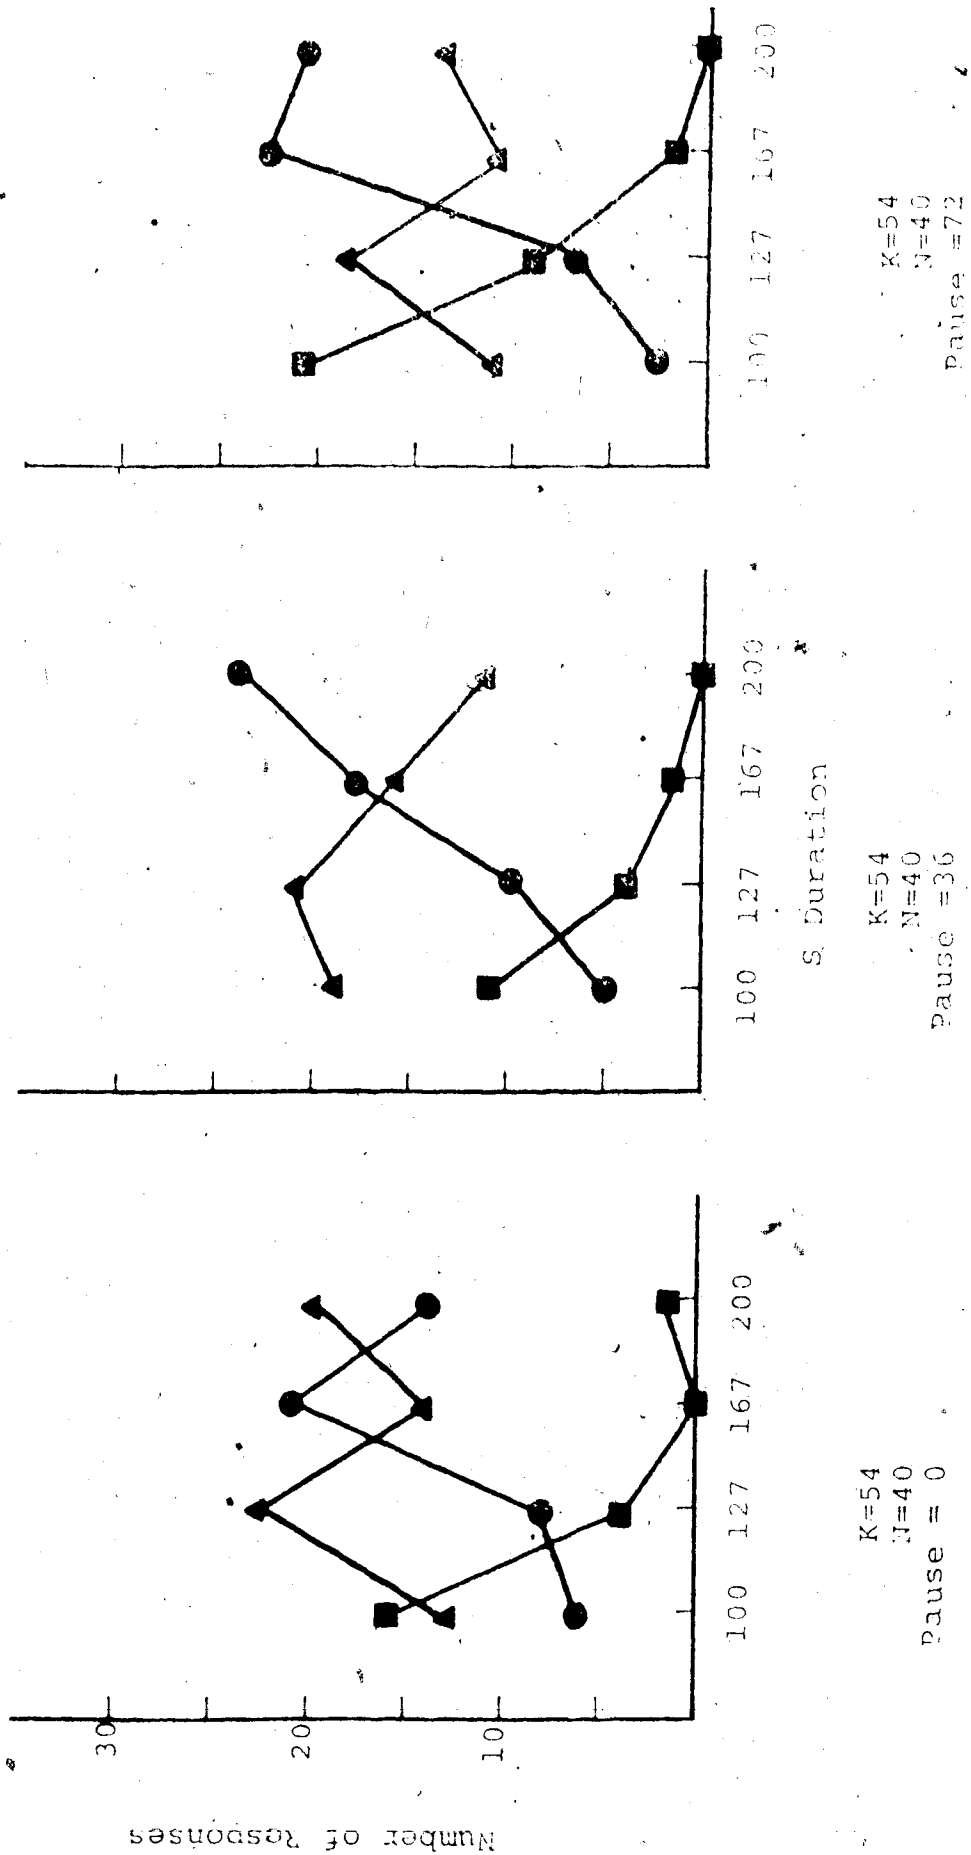 Number of Responses
30
20
10
100 127 167 200
100 127 167 200
100 127 167 200
S Duration
K=54
N=40
Pause = 0
K=54
N=40
Pause =36
K=54
N=40
Pause =72